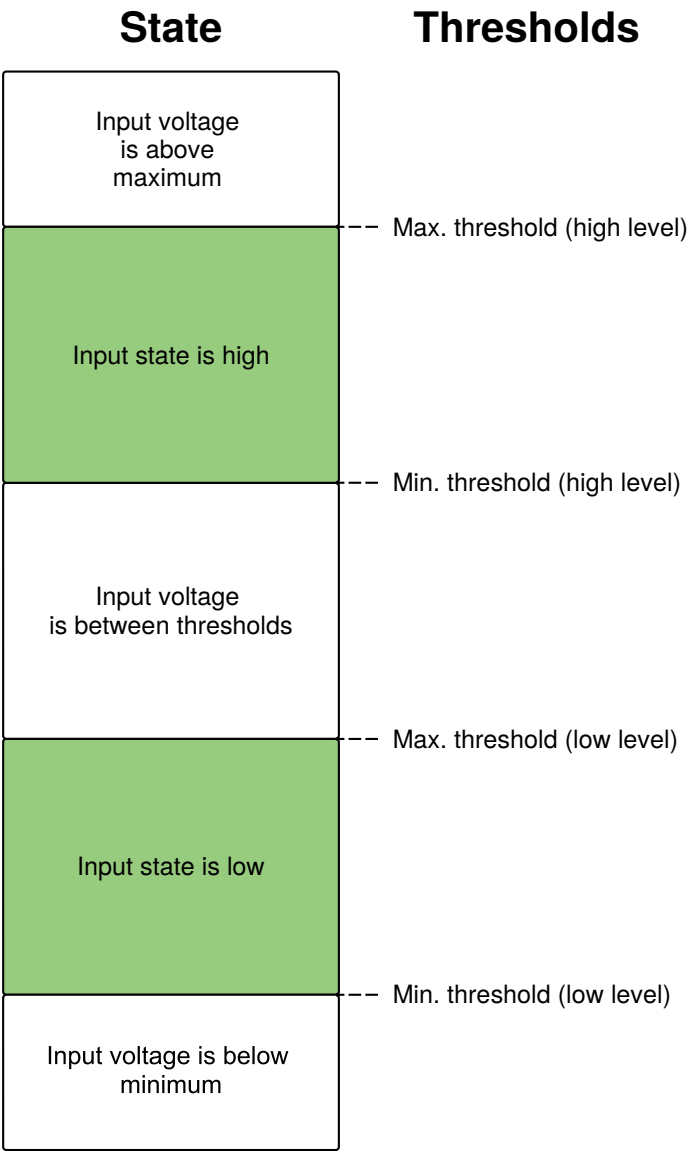 State
Thresholds
Input voltage
is above
maximum
Max. threshold (high level)
Input state is high
Min. threshold (high level)
Input voltage
is between thresholds
Max. threshold (low level)
Input state is low
Min. threshold (low level)
Input voltage is below
minimum